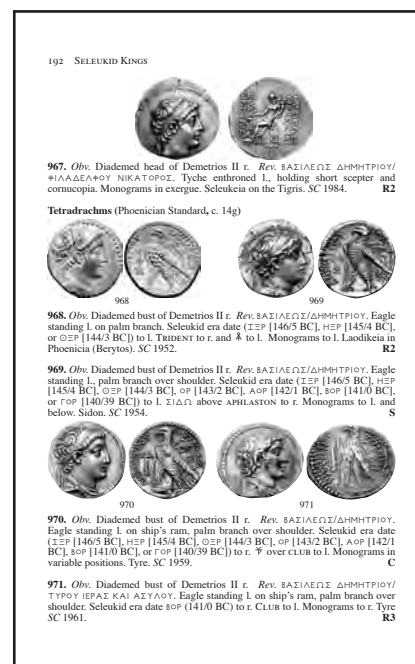 192 SELEUKID KINGS
967. Obv. Diademed head of Demetrios II r. Rev. ΒΑΣΙΛΕΩΣ ΔΗΜΗΤΡΙΟΥ/
ΦΙΛΑΔΕΛΦΟΥ ΝΙΚΑΤΟΡΟΣ. Tyche enthroned l., holding short scepter and
cornucopia. Monograms in exergue. Seleukeia on the Tigris. SC 1984. R2
Tetradrachms (Phoenician Standard, c. 14g)
968
969
968. Obv. Diademed bust of Demetrios II r. Rev. ΒΑΣΙΛΕΩΣ/ΔΗΜΗΤΡΙΟΥ. Eagle
standing l. on palm branch. Seleukid era date (ΙΞΡ [146/5 BC], ΗΞΡ [145/4 BC],
or ΘΞΡ [144/3 BC]) to l. TRIDENT to r. and to l. Monograms to l. Laodikeia in
Phoenicia (Berytos). SC 1952. R2
969. Obv. Diademed bust of Demetrios II r. Rev. ΒΑΣΙΛΕΩΣ/ΔΗΜΗΤΡΙΟΥ. Eagle
standing l., palm branch over shoulder. Seleukid era date (ΙΞΡ [146/5 BC], ΗΞΡ
[145/4 BC], ΘΞΡ [144/3 BC], ΟΡ [143/2 BC], ΑΟΡ [142/1 BC], ΒΟΡ [141/0 BC],
or ΓΟΡ [140/39 BC]) to l. ΣΙΔΩ above APHLASTON to r. Monograms to l. and
below. Sidon. SC 1954. S
970
971
970. Obv. Diademed bust of Demetrios II r. Rev. ΒΑΣΙΛΕΩΣ/ΔΗΜΗΤΡΙΟΥ.
Eagle standing l. on ship's ram, palm branch over shoulder. Seleukid era date
(ΙΞΡ [146/5 BC], ΗΞΡ [145/4 BC], ΘΞΡ [144/3 BC], ΟΡ [143/2 BC], ΑΟΡ [142/1
BC], ΒΟΡ [141/0 BC], or ΓΟΡ [140/39 BC]) to r. over CLUB to l. Monograms in
variable positions. Tyre. SC 1959. C
971. Obv. Diademed bust of Demetrios II r. Rev. ΒΑΣΙΛΕΩΣ ΔΗΜΗΤΡΙΟΥ/
ΤΥΡΟΥ ΙΕΡΑΣ ΚΑΙ ΑΣΥΛΟΥ. Eagle standing l. on ship's ram, palm branch over
shoulder. Seleukid era date ΒΟΡ (141/0 BC) to r. CLUB to l. Monograms to r. Tyre
SC 1961. R3